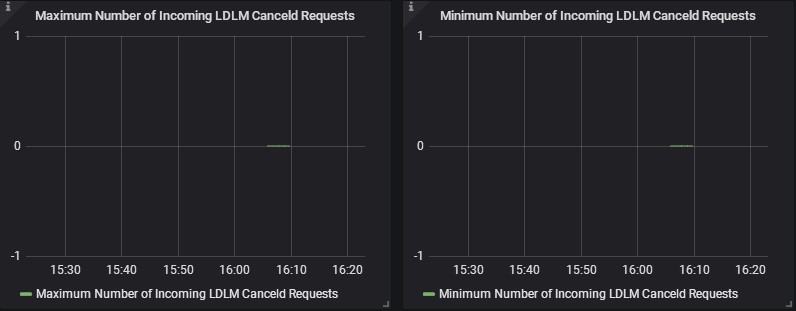 Maximum Number of Incoming LDLM Canceld Requests
1
0
-1
15:30 15:40 15:50 16:00 16:10 16:20
Maximum Number of Incoming LDLM Canceld Requests
Minimum Number of Incoming LDLM Canceld Requests
1
0
-1
15:30 15:40 15:50 16:00 16:10 16:20
Minimum Number of Incoming LDLM Canceld Requests